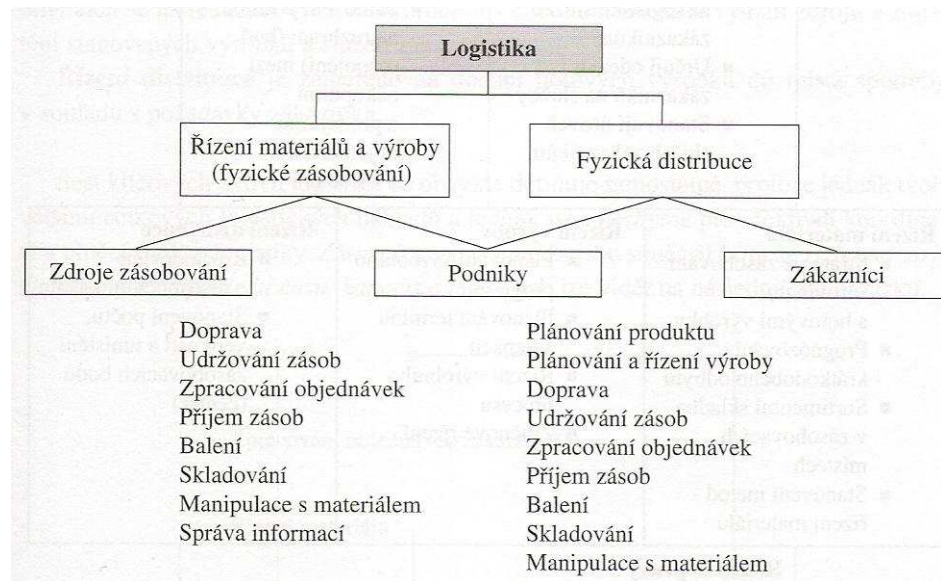 Logistika
Řízení materiálů a výroby
(fyzické zásobování)
Fyzická distribuce
Zdroje zásobování
Podniky
Zákazníci
Doprava
Udržování zásob
Zpracování objednávek
Příjem zásob
Balení
Skladování
Manipulace s materiálem
Správa informací
Plánování produktu
Plánování a řízení výroby
Doprava
Udržování zásob
Zpracování objednávek
Příjem zásob
Balení
Skladování
Manipulace s materiálem